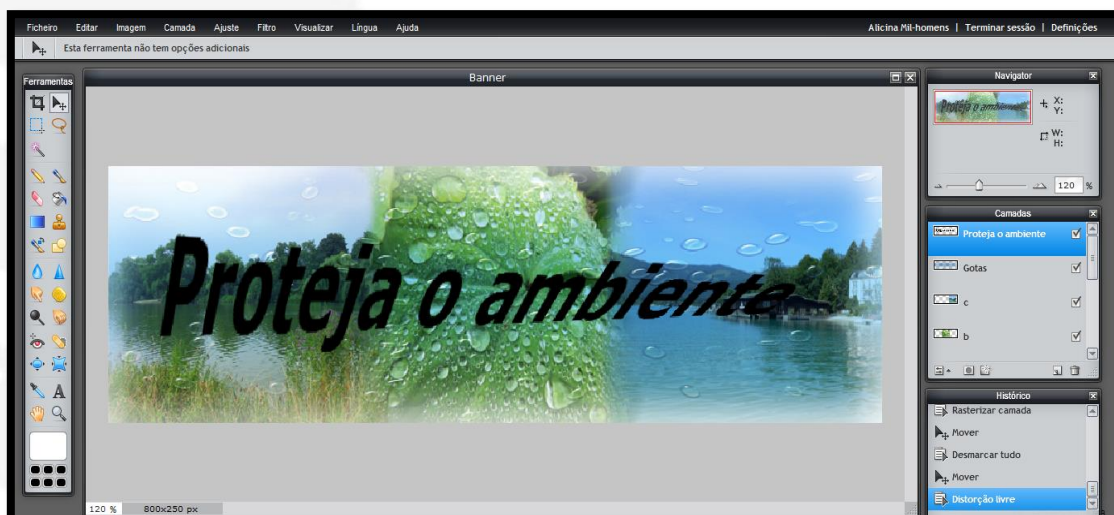 Ficheiro Editar Imagem Camada Ajuste Filtro Visualizar Língua Ajuda Alicina Mil-homens | Terminar sessão | Definições
Esta ferramenta não tem opções adicionais
Ferramentas
Banner
Navigator
Proteja o ambiente
X:
Y:
W:
H:
120 %
Camadas
Proteja o ambiente
Gotas
c
b
Proteja o ambiente
A
Histórico
Rasterizar camada
Mover
Desmarcar tudo
Mover
Distorção livre
120 % 800x250 px